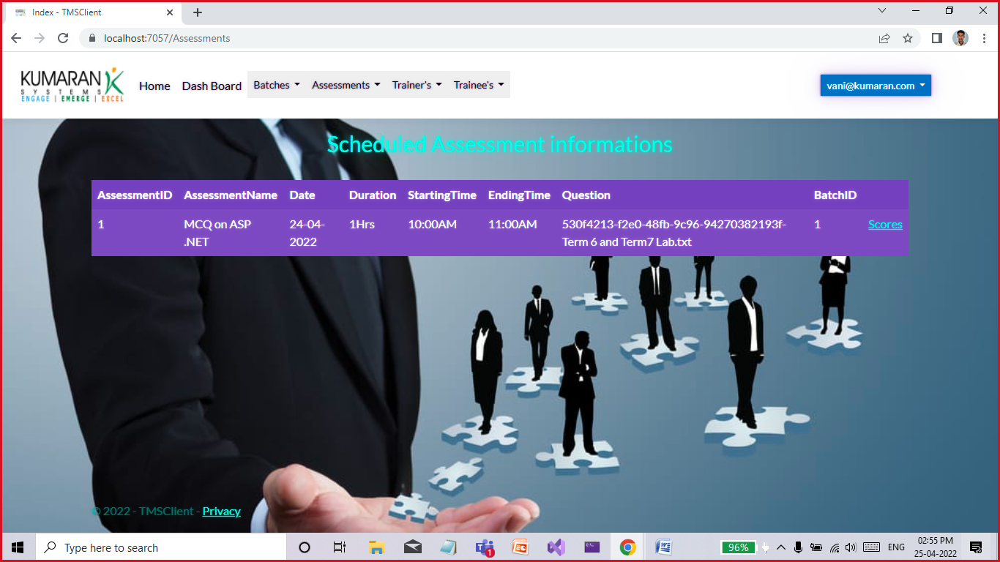 Index - TMSClient
localhost:7057/Assessments
KUMARAN
SYSTEMS
ENGAGE | EMERGE | EXCEL
Home Dash Board Batches Assessments Trainer's Trainee's
vani@kumaran.com
Scheduled Assessment informations
AssessmentID AssessmentName Date Duration StartingTime EndingTime Question BatchID
1 MCQ on ASP 24-04- 1Hrs 10:00AM 11:00AM 530f4213-f2e0-48fb-9c96-94270382193f- 1 Scores
.NET 2022 Term 6 and Term7 Lab.txt
© 2022 - TMSClient - Privacy
Type here to search
1
96%
ENG
02:55 PM
25-04-2022